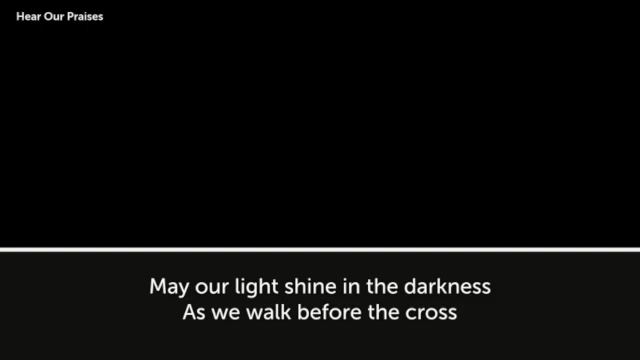 Hear Our Praises
May our light shine in the darkness
As we walk before the cross